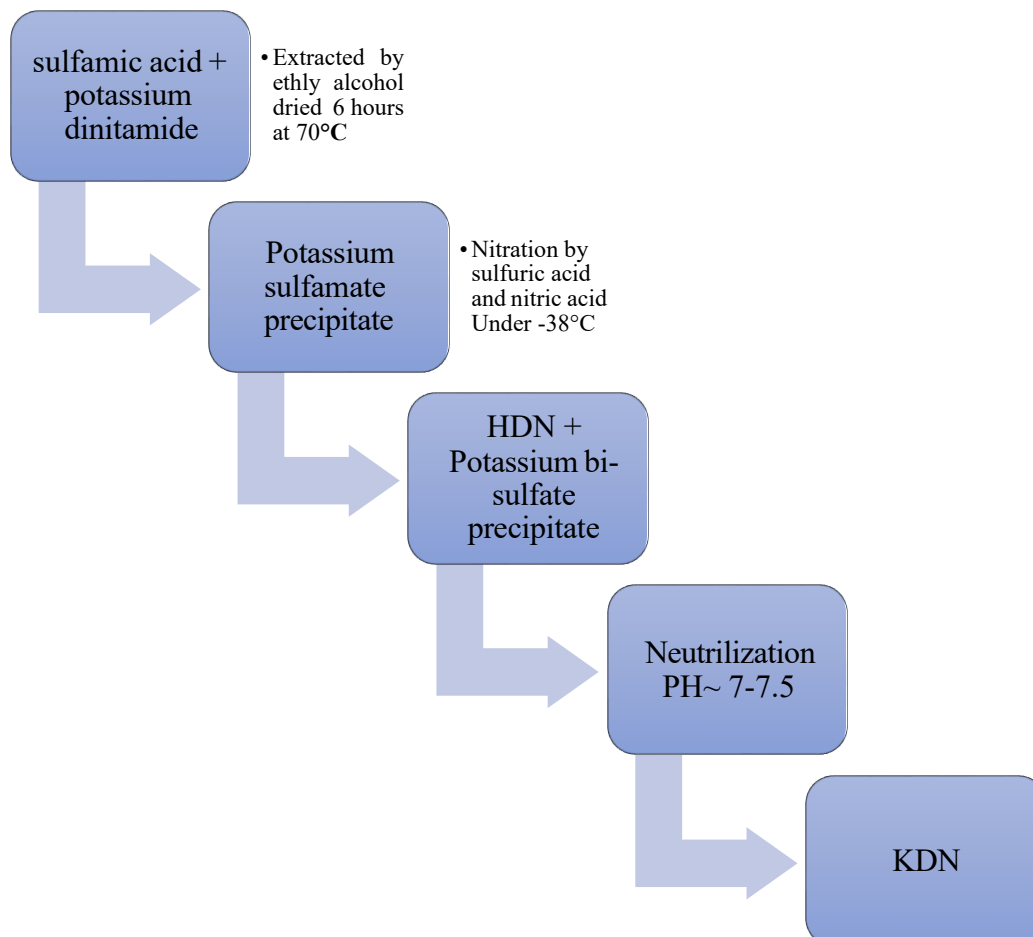 sulfamic acid +
potassium
dinitamide
• Extracted by
ethly alcohol
dried 6 hours
at 70°C
Potassium
sulfamate
precipitate
• Nitration by
sulfuric acid
and nitric acid
Under -38°C
HDN +
Potassium bi-
sulfate
precipitate
Neutrilization
PH~ 7-7.5
KDN